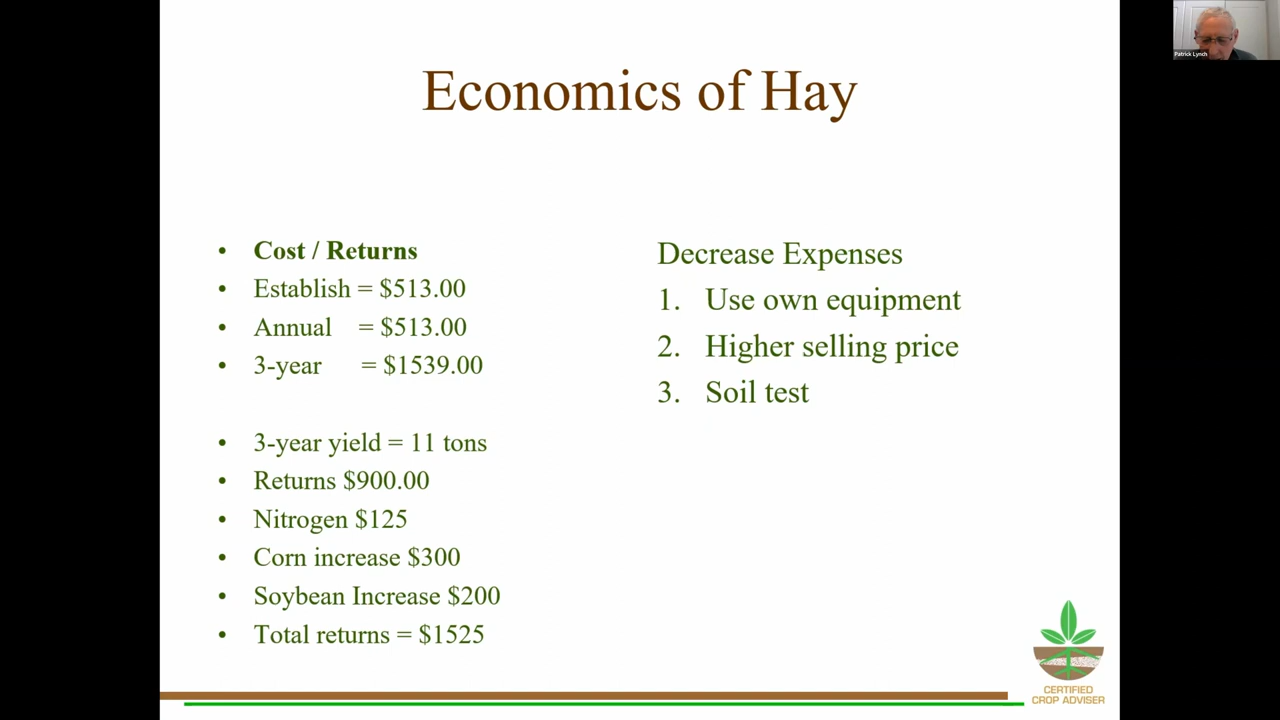 Economics of Hay
• Cost / Returns
• Establish = $513.00
• Annual = $513.00
• 3-year = $1539.00
• 3-year yield = 11 tons
• Returns $900.00
• Nitrogen $125
• Corn increase $300
• Soybean Increase $200
• Total returns = $1525
Decrease Expenses
1. Use own equipment
2. Higher selling price
3. Soil test
CERTIFIED
CROP ADVISER
Patrick Lynch